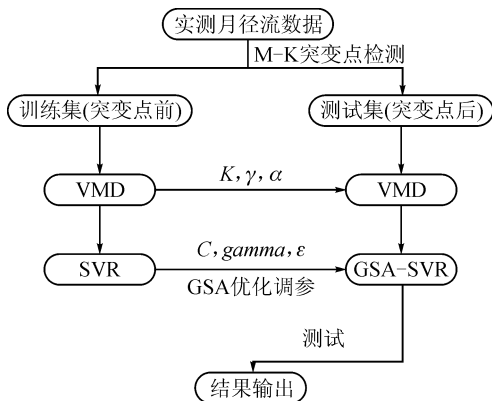 实测月径流数据
M-K突变点检测
训练集(突变点前)
测试集(突变点后)
VMD
K, γ, α
VMD
SVR
C, gamma, ε
GSA优化调参
GSA-SVR
测试
结果输出